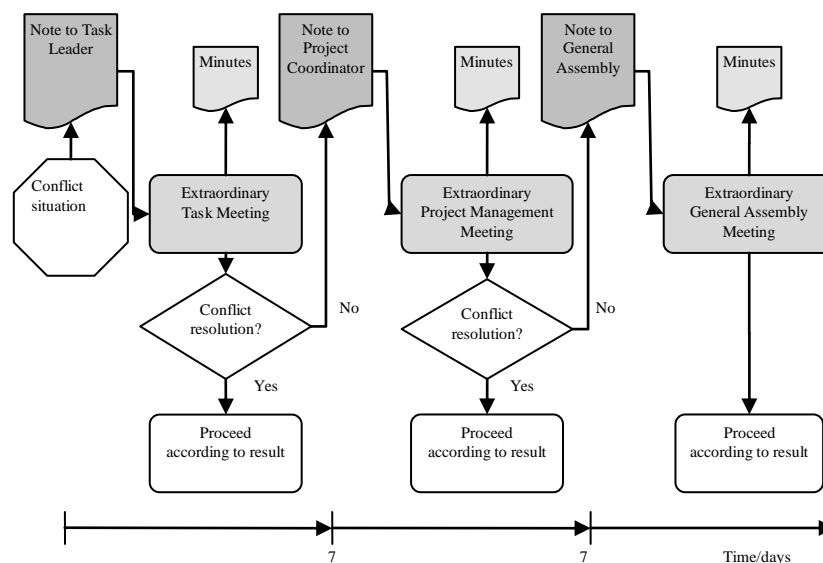 Note to Task
Leader
Minutes
Note to
Project
Coordinator
Minutes
Note to
General
Assembly
Minutes
Conflict
situation
Extraordinary
Task Meeting
Extraordinary
Project Management
Meeting
Extraordinary
General Assembly
Meeting
Conflict
resolution?
No
Conflict
resolution?
No
Yes
Yes
Proceed
according to result
Proceed
according to result
Proceed
according to result
7
7
Time/days